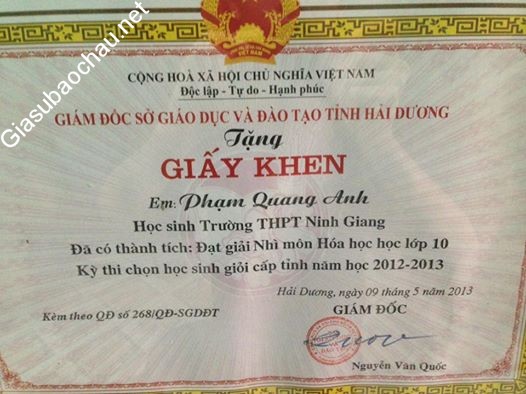 Giasubaochau.net
VIỆT NAM
CỘNG HOÀ XÃ HỘI CHỦ NGHĨA VIỆT NAM
Độc lập - Tự do - Hạnh phúc
GIÁM ĐỐC SỞ GIÁO DỤC VÀ ĐÀO TẠO TỈNH HẢI DƯƠNG
Tặng
GIẤY KHEN
Em: Phạm Quang Anh
Học sinh Trường THPT Ninh Giang
Đã có thành tích: Đạt giải Nhì môn Hóa học học lớp 10
Kỳ thi chọn học sinh giỏi cấp tỉnh năm học 2012-2013
Hải Dương, ngày 09 tháng 5 năm 2013
Kèm theo QĐ số 268/QĐ-SGDĐT
GIÁM ĐỐC
Nguyễn Văn Quốc